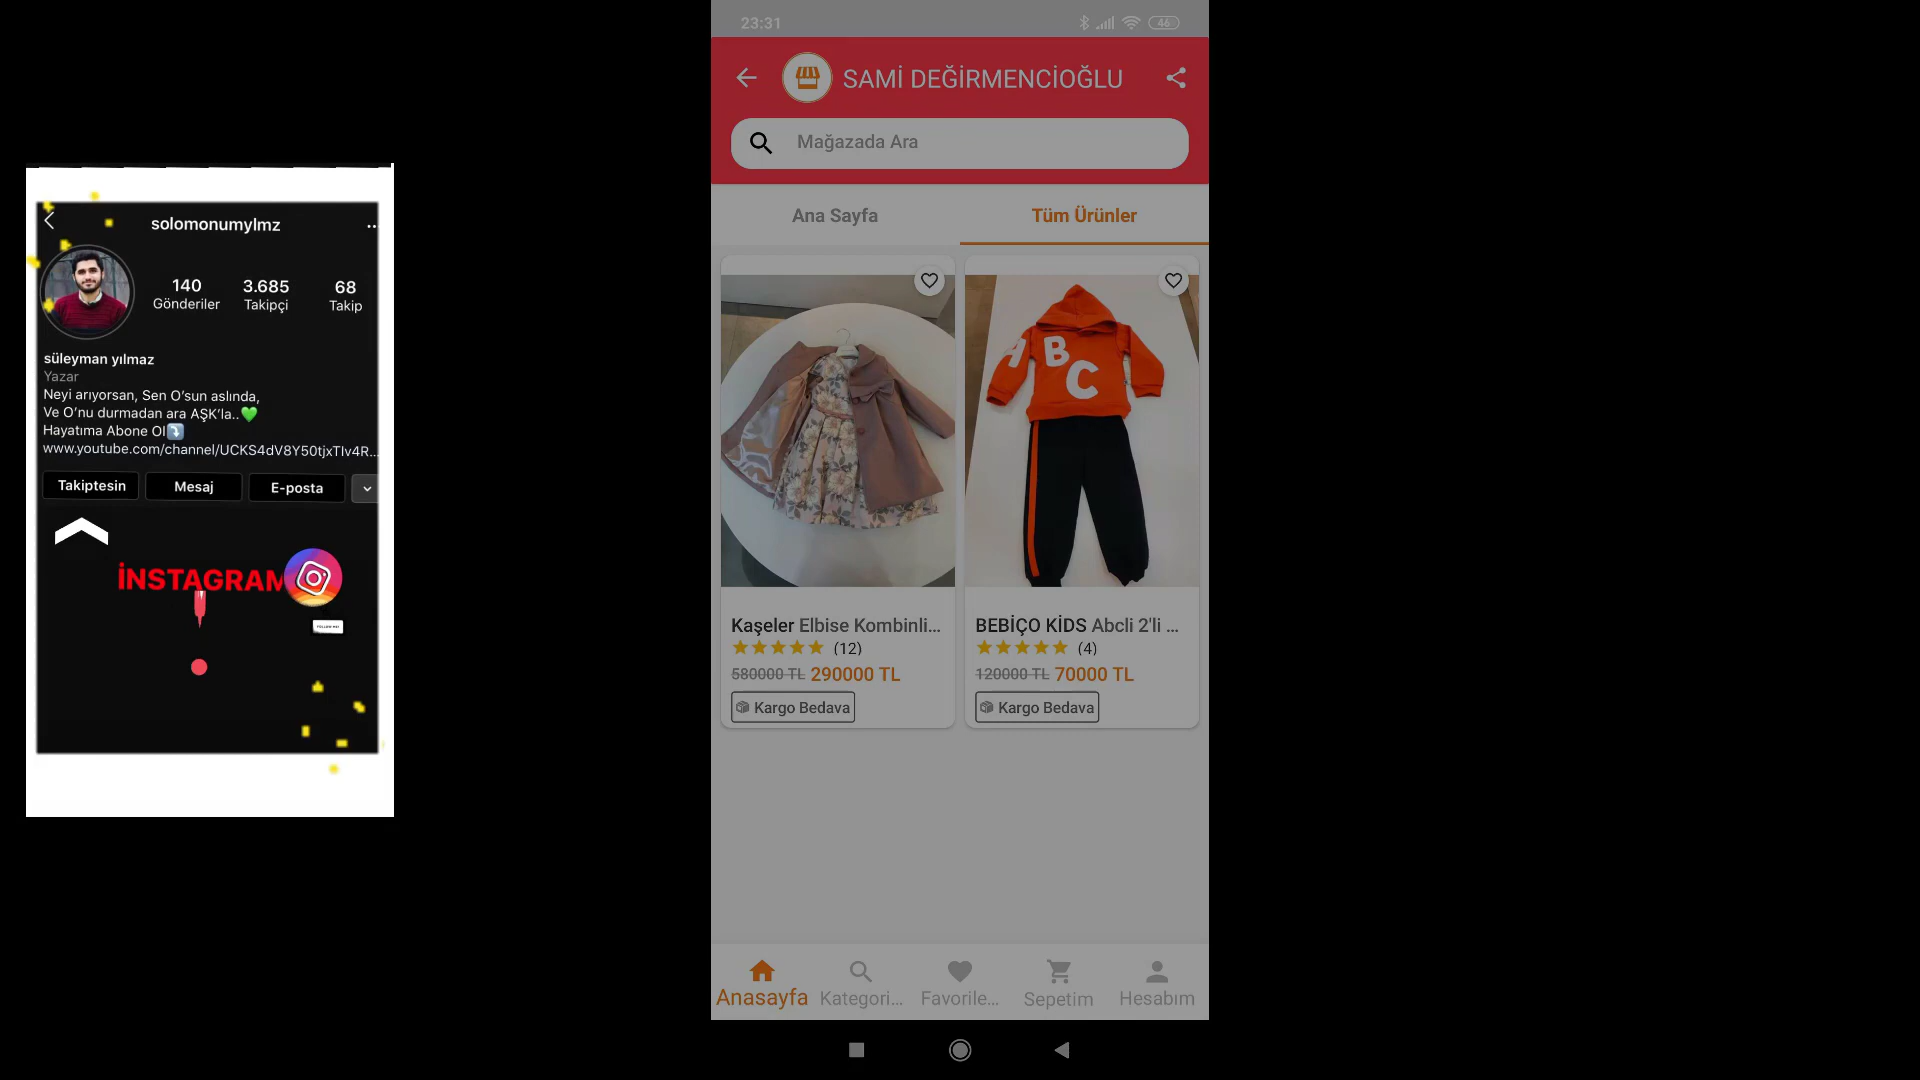 solomonumylmz
140
3.685
68
Gönderiler
Takipçi
Takip
süleyman yılmaz
Yazar
Neyi arıyorsan, Sen O’sun aslında,
Ve O’nu durmadan ara AŞK’la..💚
Hayatıma Abone Ol⤵️
www.youtube.com/channel/UCKS4dV8Y50tjxTIv4R...
Takiptesin
Mesaj
E-posta
İNSTAGRAM
23:31
46
SAMİ DEĞİRMENCİOĞLU
Mağazada Ara
Ana Sayfa
Tüm Ürünler
ABC
Kaşeler Elbise Kombinli...
(12)
580000 TL 290000 TL
Kargo Bedava
BEBİÇO KİDS Abcli 2'li ...
(4)
120000 TL 70000 TL
Kargo Bedava
Anasayfa
Kategori...
Favorile...
Sepetim
Hesabım